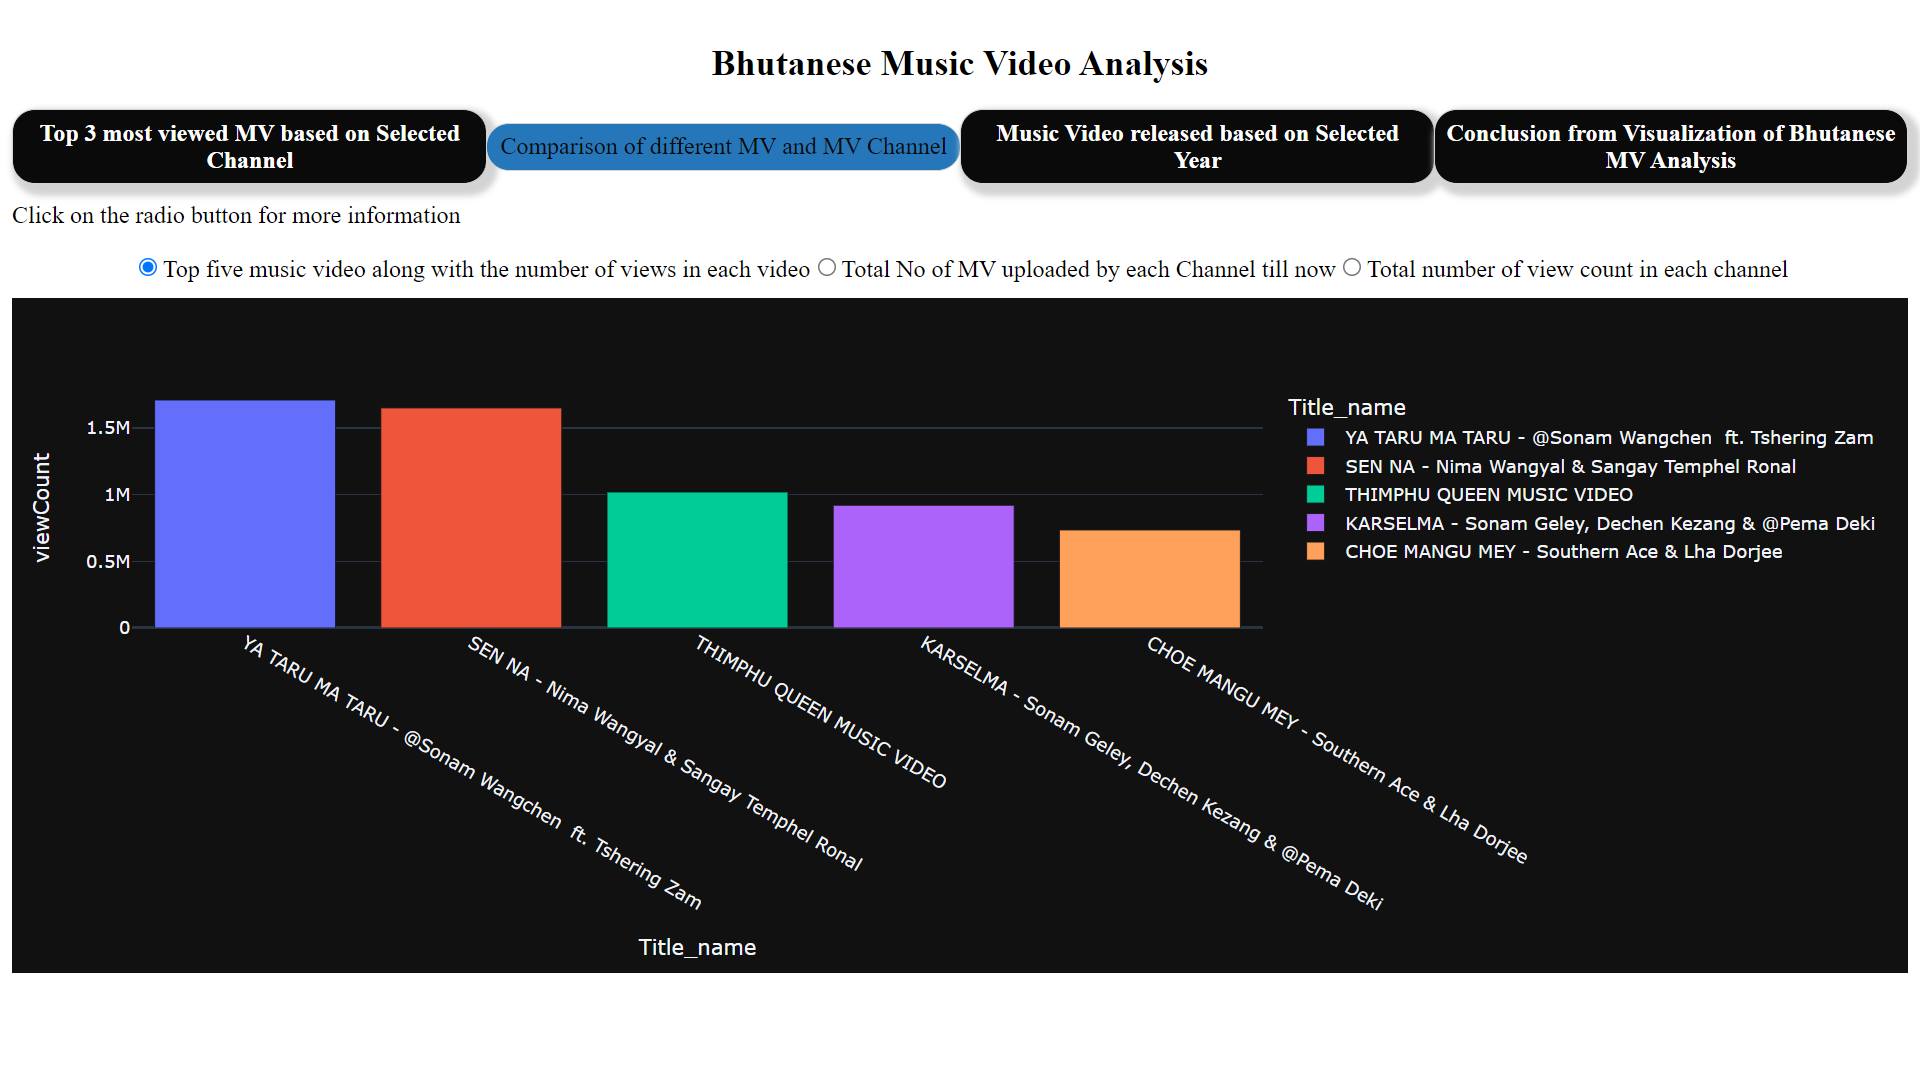 Bhutanese Music Video Analysis
Top 3 most viewed MV based on Selected
Channel
Comparison of different MV and MV Channel
Music Video released based on Selected
Year
Conclusion from Visualization of Bhutanese
MV Analysis
Click on the radio button for more information
Top five music video along with the number of views in each video
Total No of MV uploaded by each Channel till now
Total number of view count in each channel
viewCount
1.5M
1M
0.5M
0
YA TARU MA TARU - @Sonam Wangchen  ft. Tshering Zam
SEN NA - Nima Wangyal & Sangay Temphel Ronal
THIMPHU QUEEN MUSIC VIDEO
KARSELMA - Sonam Geley, Dechen Kezang & @Pema Deki
CHOE MANGU MEY - Southern Ace & Lha Dorjee
Title_name
Title_name
YA TARU MA TARU - @Sonam Wangchen  ft. Tshering Zam
SEN NA - Nima Wangyal & Sangay Temphel Ronal
THIMPHU QUEEN MUSIC VIDEO
KARSELMA - Sonam Geley, Dechen Kezang & @Pema Deki
CHOE MANGU MEY - Southern Ace & Lha Dorjee